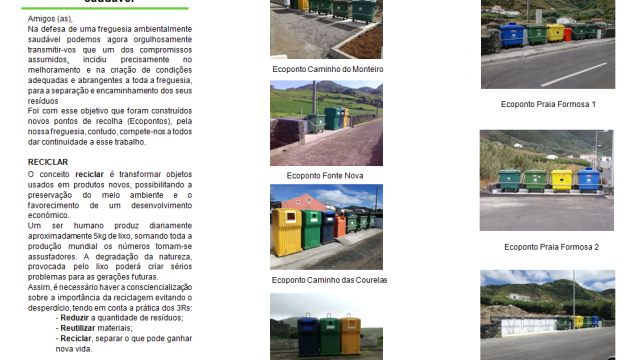 saudável
Amigos (as),
Na defesa de uma freguesia ambientalmente
saudável podemos agora orgulhosamente
transmitir-vos que um dos compromissos
assumidos, incidiu precisamente no
melhoramento e na criação de condições
adequadas e abrangentes a toda a freguesia,
para a separação e encaminhamento dos seus
resíduos
Foi com esse objetivo que foram construídos
novos pontos de recolha (Ecopontos), pela
nossa freguesia, contudo, compete-nos a todos
dar continuidade a esse trabalho.
RECICLAR
O conceito reciclar é transformar objetos
usados em produtos novos, possibilitando a
preservação do meio ambiente e o
favorecimento de um desenvolvimento
económico.
Um ser humano produz diariamente
aproximadamente 5kg de lixo, somando toda a
produção mundial os números tornam-se
assustadores. A degradação da natureza,
provocada pelo lixo poderá criar sérios
problemas para as gerações futuras.
Assim, é necessário haver a consciencialização
sobre a importância da reciclagem evitando o
desperdício, tendo em conta a prática dos 3Rs:
- Reduzir a quantidade de resíduos;
- Reutilizar materiais;
- Reciclar, separar o que pode ganhar
nova vida.
Ecoponto Caminho do Monteiro
Ecoponto Fonte Nova
Ecoponto Caminho das Courelas
Ecoponto Praia Formosa 1
Ecoponto Praia Formosa 2